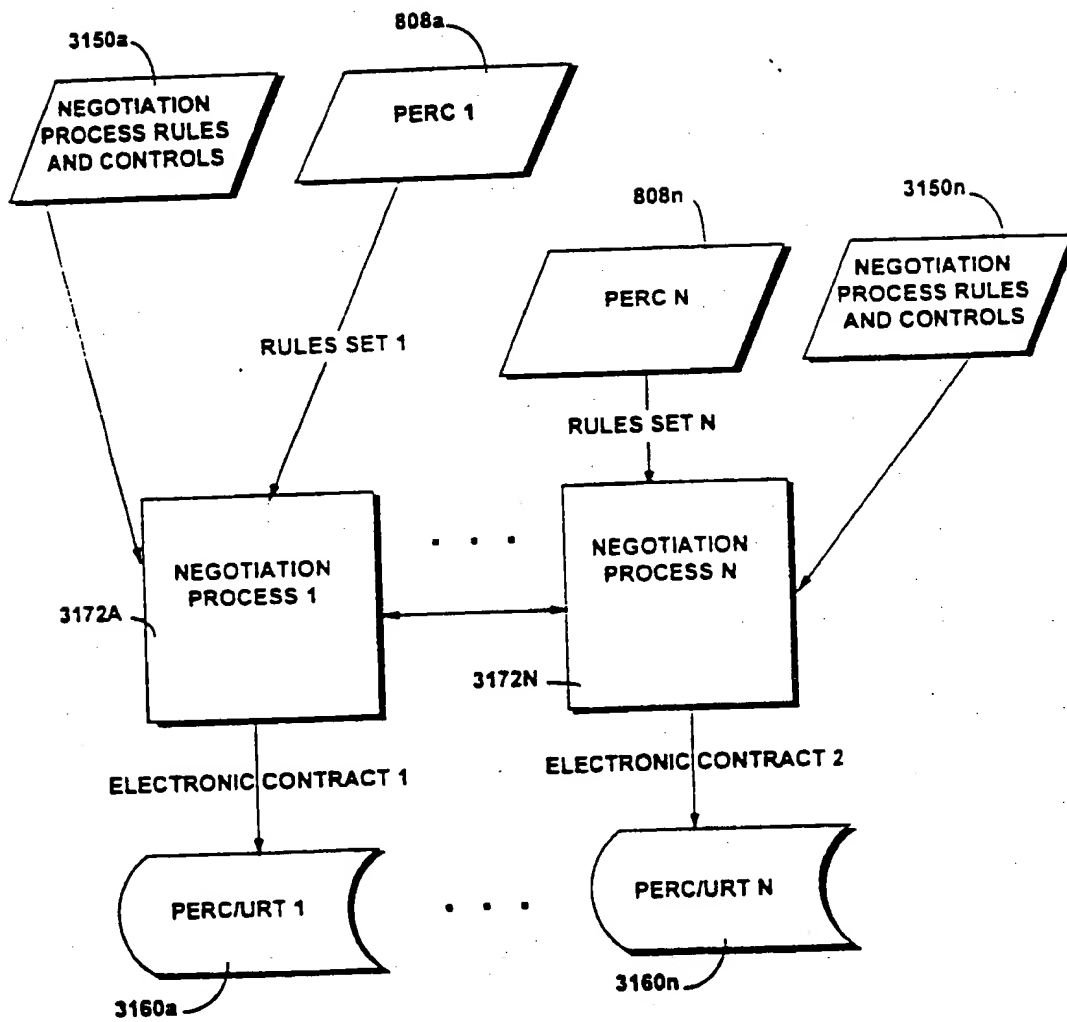 3150a
808a
NEGOTIATION
PROCESS RULES
AND CONTROLS
PERC 1
808n
3150n
PERC N
NEGOTIATION
PROCESS RULES
AND CONTROLS
RULES SET 1
RULES SET N
NEGOTIATION
PROCESS 1
. . .
NEGOTIATION
PROCESS N
3172A
3172N
ELECTRONIC CONTRACT 1
ELECTRONIC CONTRACT 2
PERC/URT 1
. . .
PERC/URT N
3160a
3160n